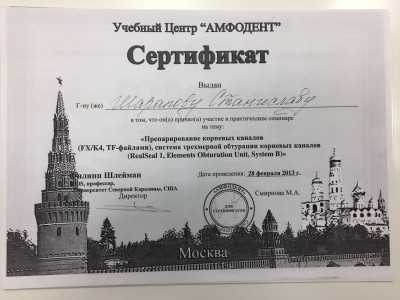 Учебный Центр “АМФОДЕНТ”
Сертификат
Выдан
Г-ну (же) Шарапову Станиславу
в том, что он(а) принял(а) участие в практическом семинаре
на тему:
«Препарирование корневых каналов
(FX/K4, TF-файлами), система трехмерной обтурации корневых каналов
(RealSeal 1, Elements Obturation Unit, System B)»
Шлейман
профессор,
Университет Северной Каролины, США
Директор
Дата проведения: 28 февраля 2013 г.
Смирнова М.А.
Москва